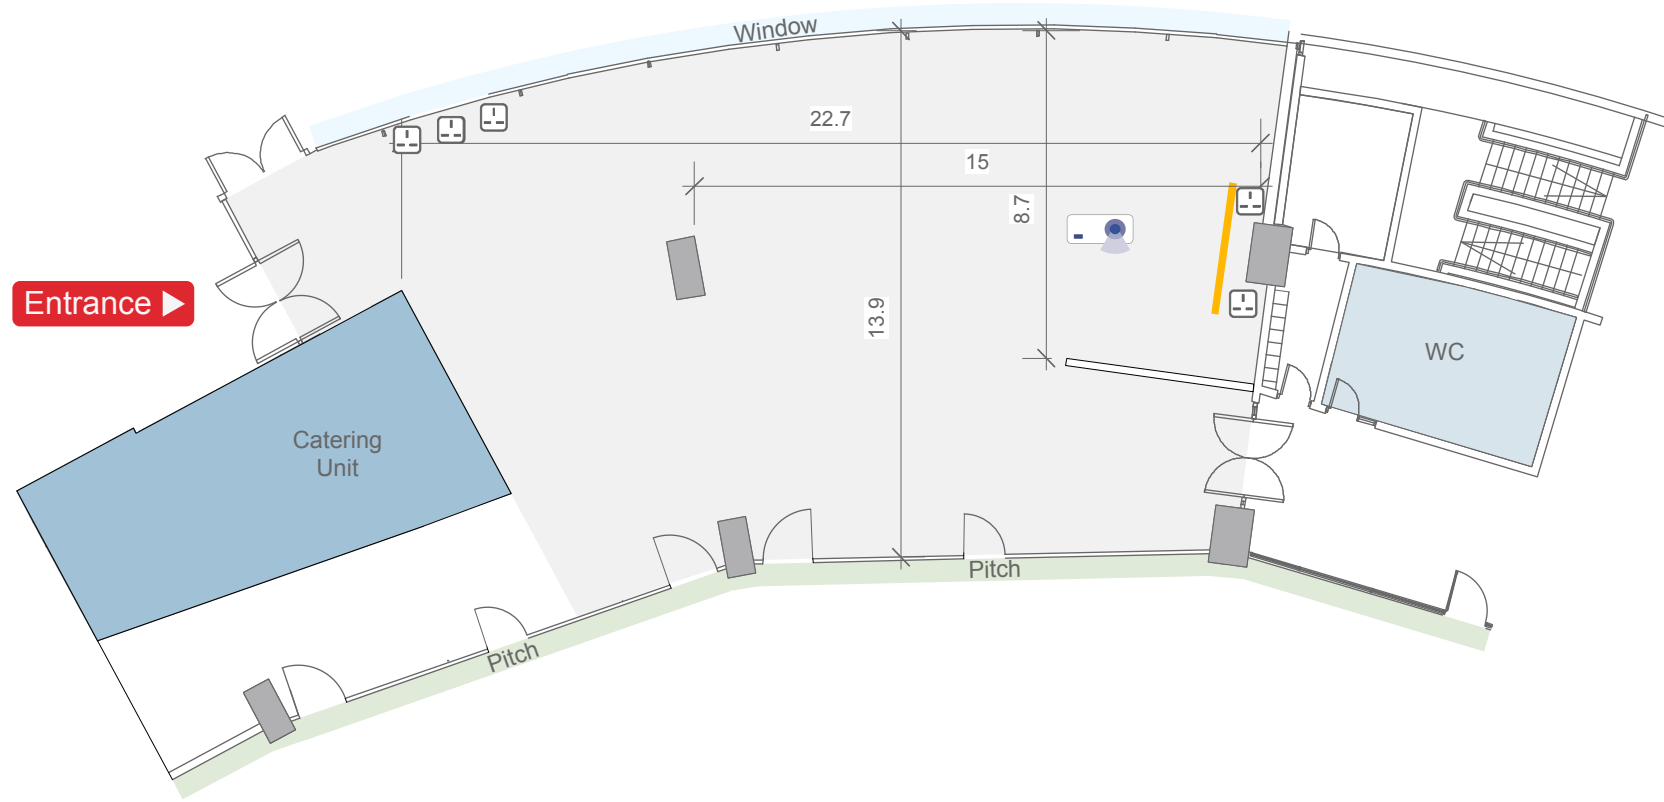 Window
22.7
15
8.7
Entrance
13.9
WC
Catering
Unit
Pitch
Pitch